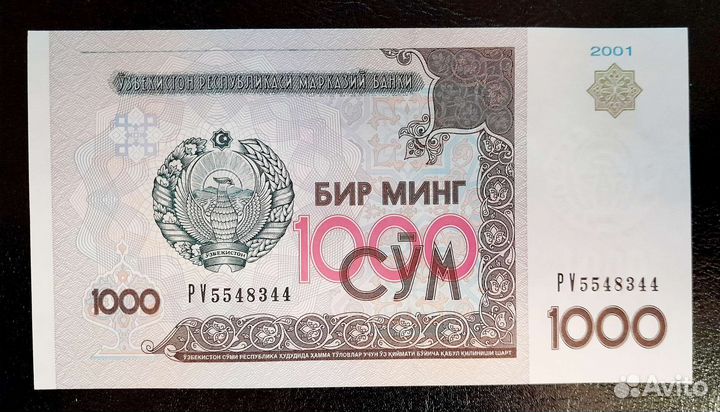 2001
ЎЗБЕКИСТОН РЕСПУБЛИКАСИ МАРКАЗИЙ БАНКИ
БИР МИНГ
1000
СЎМ
ЎЗБЕКИСТОН
PV5548344
PV5548344
1000
1000
ЎЗБЕКИСТОН СЎМИ РЕСПУБЛИКА ҲУДУДИДА ҲАММА ТЎЛОВЛАР УЧУН ЎЗ ҚИЙМАТИ БЎЙИЧА ҚАБУЛ ҚИЛИНИШИ ШАРТ
Avito